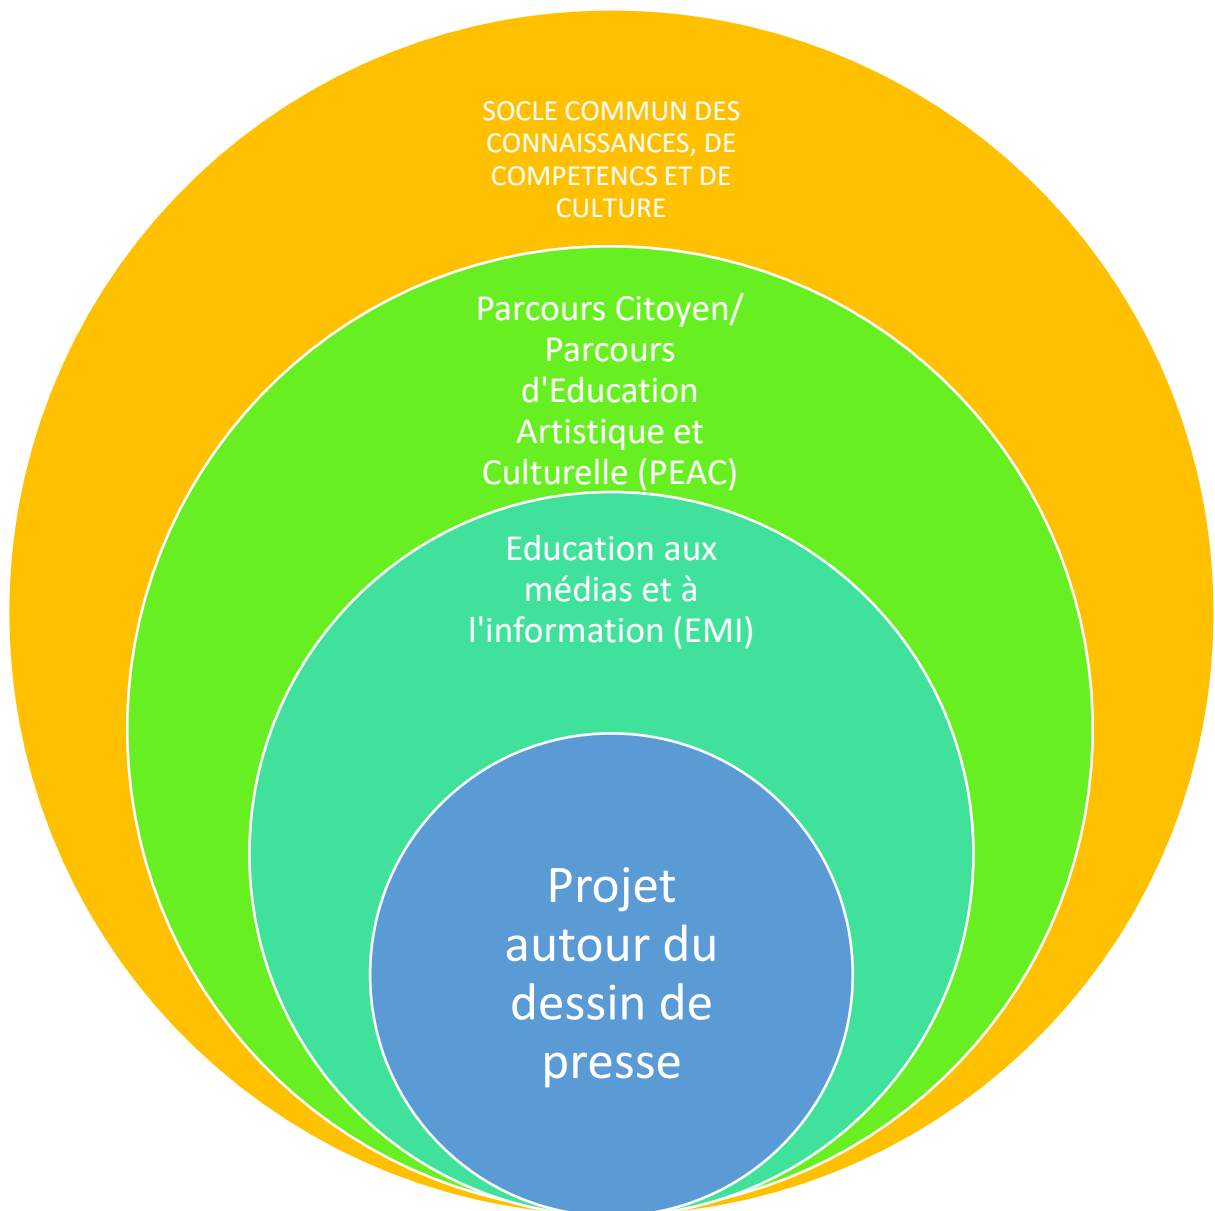 SOCLE COMMUN DES
CONNAISSANCES, DE
COMPETENCS ET DE
CULTURE
Parcours Citoyen/
Parcours
d'Education
Artistique et
Culturelle (PEAC)
Education aux
médias et à
l'information (EMI)
Projet
autour du
dessin de
presse